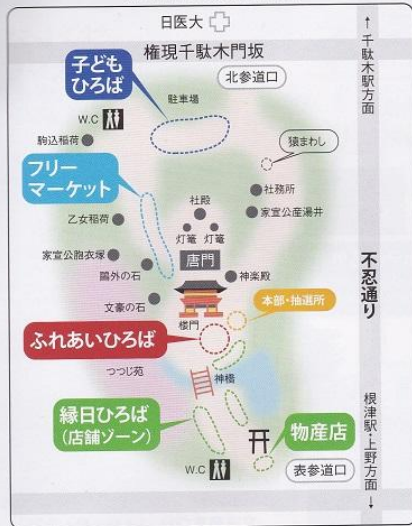 日医大
権現千駄木門坂
子ども
ひろば
北参道口
↑千駄木駅方面
駐車場
W.C
駒込稲荷
猿まわし
フリー
マーケット
社務所
社殿
家宣公産湯井
乙女稲荷
灯篭 灯篭
唐門
家宣公胞衣塚
鷗外の石
神楽殿
不忍通り
文豪の石
本部・抽選所
楼門
ふれあいひろば
つつじ苑
神橋
縁日ひろば
(店舗ゾーン)
物産店
根津駅・上野方面→
W.C
表参道口